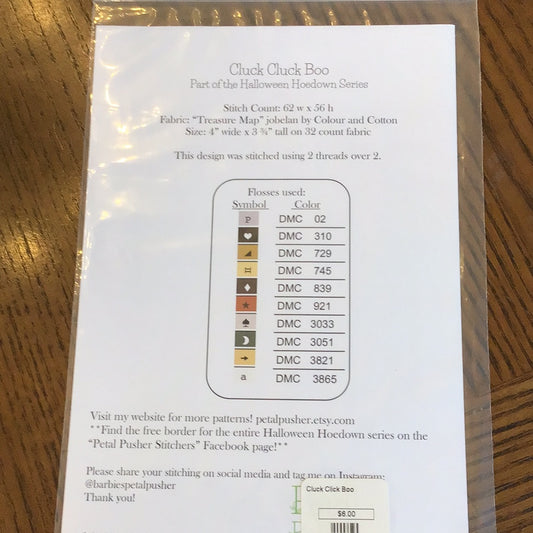 Cluck Cluck Boo
Part of the Halloween Hoedown Series
Stitch Count: 62 w x 56 h
Fabric: “Treasure Map” jobelan by Colour and Cotton
Size: 4” wide x 3 ¾” tall on 32 count fabric
This design was stitched using 2 threads over 2.
Flosses used:
Symbol Color
P DMC 02
DMC 310
DMC 729
DMC 745
DMC 839
DMC 921
DMC 3033
DMC 3051
DMC 3821
a DMC 3865
Visit my website for more patterns! petalpusher.etsy.com
**Find the free border for the entire Halloween Hoedown series on the
“Petal Pusher Stitchers” Facebook page!**
Please share your stitching on social media and tag me on Instagram:
@barbiespetalpusher
Thank you!
Cluck Click Boo
$6.00